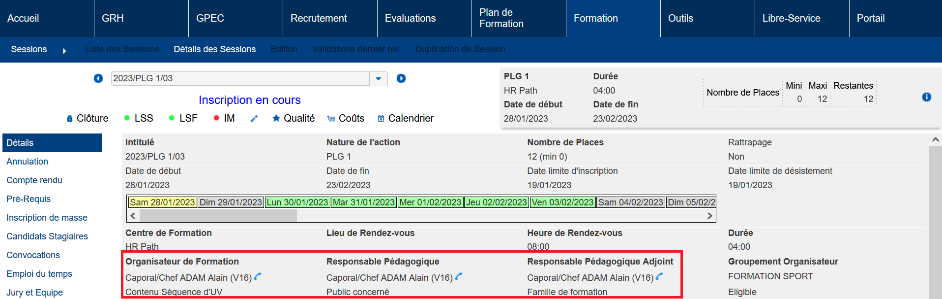 Accueil GRH GPEC Recrutement Evaluations Plan de Formation Formation Outils Libre-Service Portail
Sessions Liste des Sessions Détails des Sessions Edition Validations dernier niv. Duplication de Session
2023/PLG 1/03
Inscription en cours
Clôture LSS LSF IM Qualité Coûts Calendrier
PLG 1 Durée
HR Path 04:00
Date de début Date de fin
28/01/2023 23/02/2023
Nombre de Places Mini Maxi Restantes
0 12 12
Détails
Annulation
Compte rendu
Pré-Requis
Inscription de masse
Candidats Stagiaires
Convocations
Emploi du temps
Jury et Equipe
Intitulé Nature de l'action Nombre de Places Rattrapage
2023/PLG 1/03 PLG 1 12 (min 0) Non
Date de début Date de fin Date limite d'inscription Date limite de désistement
28/01/2023 23/02/2023 19/01/2023 19/01/2023
Sam 28/01/2023 Dim 29/01/2023 Lun 30/01/2023 Mar 31/01/2023 Mer 01/02/2023 Jeu 02/02/2023 Ven 03/02/2023 Sam 04/02/2023 Dim 05/02/2
Centre de Formation Lieu de Rendez-vous Heure de Rendez-vous Durée
HR Path 08:00 04:00
Organisateur de Formation Responsable Pédagogique Responsable Pédagogique Adjoint Groupement Organisateur
Caporal/Chef ADAM Alain (V16) Caporal/Chef ADAM Alain (V16) Caporal/Chef ADAM Alain (V16) FORMATION SPORT
Contenu Séquence d'UV Public concerné Famille de formation Eligible